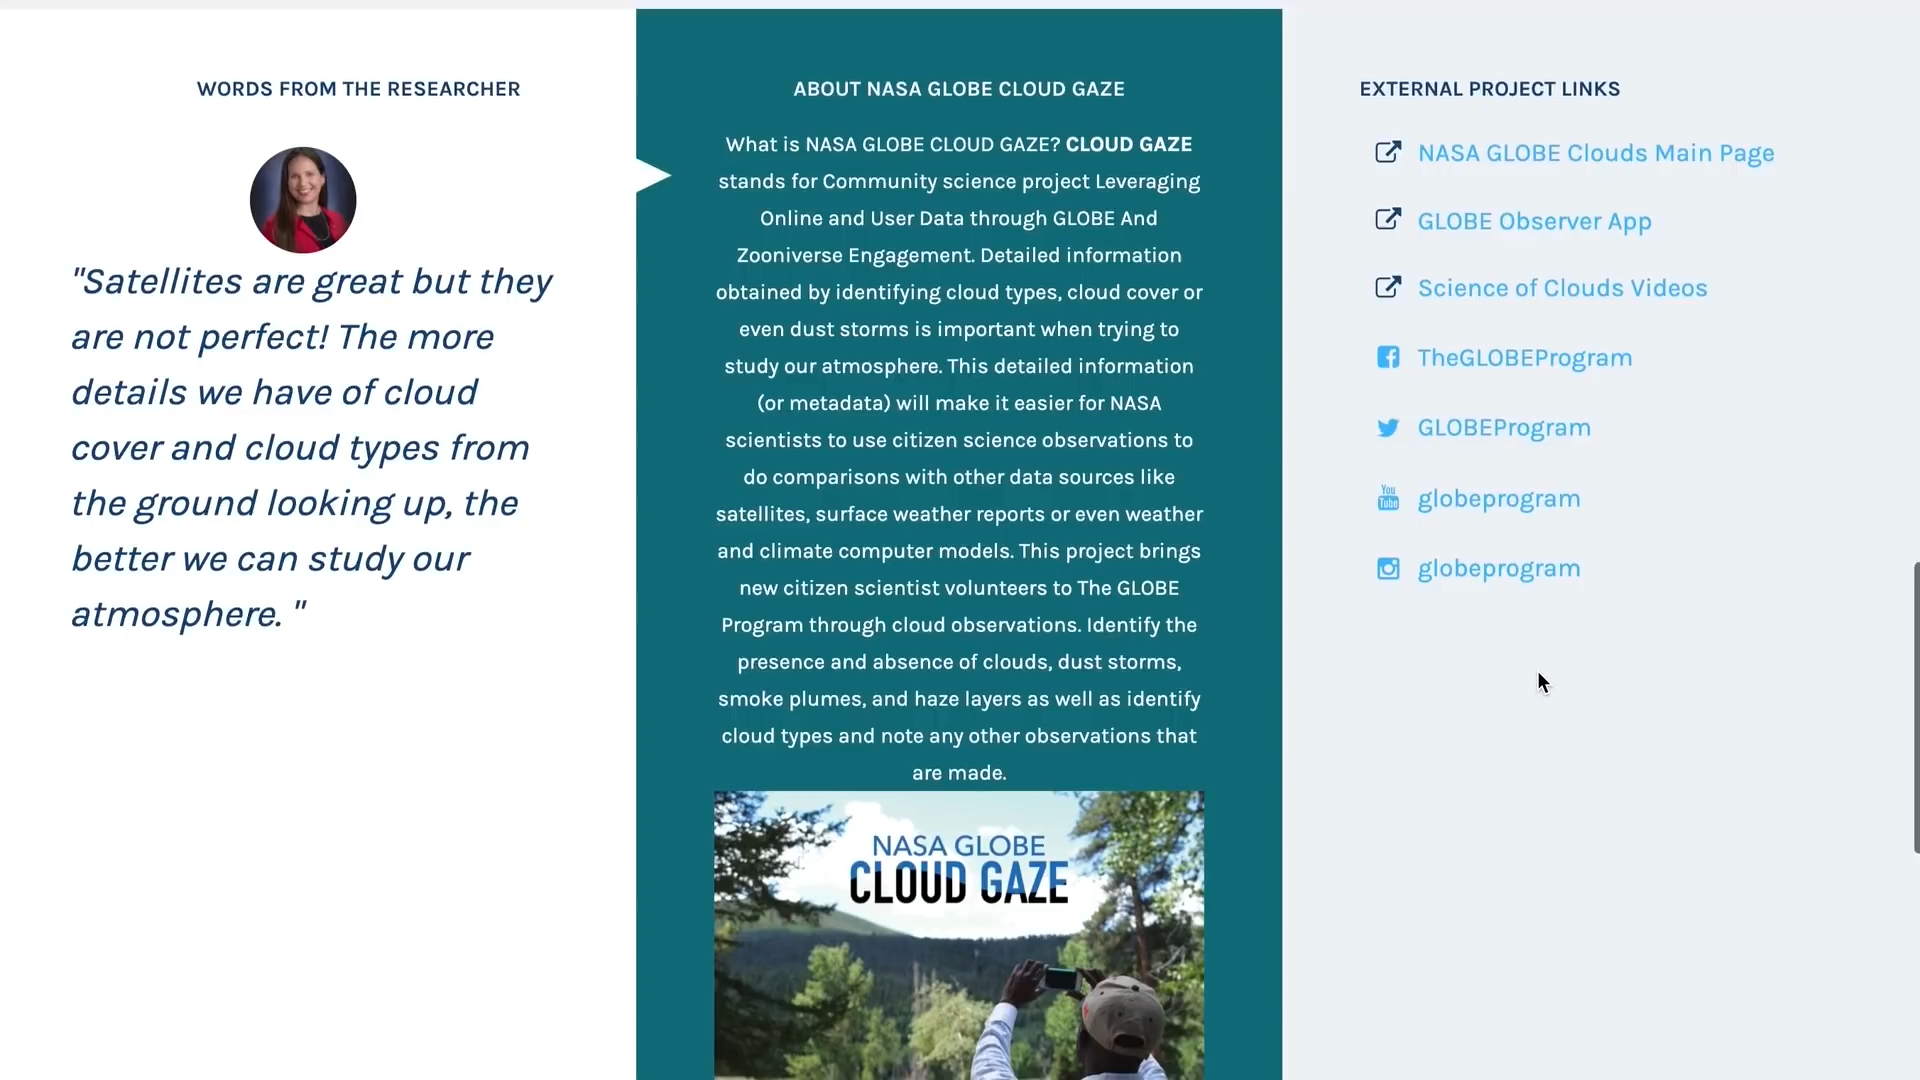 WORDS FROM THE RESEARCHER
"Satellites are great but they
are not perfect! The more
details we have of cloud
cover and cloud types from
the ground looking up, the
better we can study our
atmosphere. "
ABOUT NASA GLOBE CLOUD GAZE
What is NASA GLOBE CLOUD GAZE? CLOUD GAZE
stands for Community science project Leveraging
Online and User Data through GLOBE And
Zooniverse Engagement. Detailed information
obtained by identifying cloud types, cloud cover or
even dust storms is important when trying to
study our atmosphere. This detailed information
(or metadata) will make it easier for NASA
scientists to use citizen science observations to
do comparisons with other data sources like
satellites, surface weather reports or even weather
and climate computer models. This project brings
new citizen scientist volunteers to The GLOBE
Program through cloud observations. Identify the
presence and absence of clouds, dust storms,
smoke plumes, and haze layers as well as identify
cloud types and note any other observations that
are made.
NASA GLOBE
CLOUD GAZE
EXTERNAL PROJECT LINKS
NASA GLOBE Clouds Main Page
GLOBE Observer App
Science of Clouds Videos
TheGLOBEProgram
GLOBEProgram
You
Tube
globeprogram
globeprogram